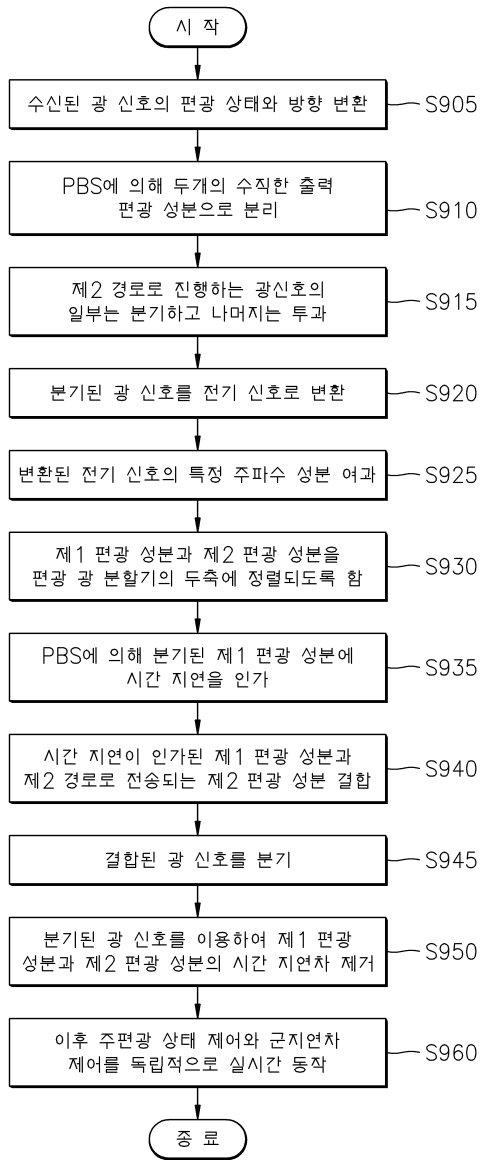 시 작
수신된 광 신호의 편광 상태와 방향 변환
S905
PBS에 의해 두개의 수직한 출력
편광 성분으로 분리
S910
제2 경로로 진행하는 광신호의
일부는 분기하고 나머지는 투과
S915
분기된 광 신호를 전기 신호로 변환
S920
변환된 전기 신호의 특정 주파수 성분 여과
S925
제1 편광 성분과 제2 편광 성분을
편광 광 분할기의 두축에 정렬되도록 함
S930
PBS에 의해 분기된 제1 편광 성분에
시간 지연을 인가
S935
시간 지연이 인가된 제1 편광 성분과
제2 경로로 전송되는 제2 편광 성분 결합
S940
결합된 광 신호를 분기
S945
분기된 광 신호를 이용하여 제1 편광
성분과 제2 편광 성분의 시간 지연차 제거
S950
이후 주편광 상태 제어와 군지연차
제어를 독립적으로 실시간 동작
S960
종 료